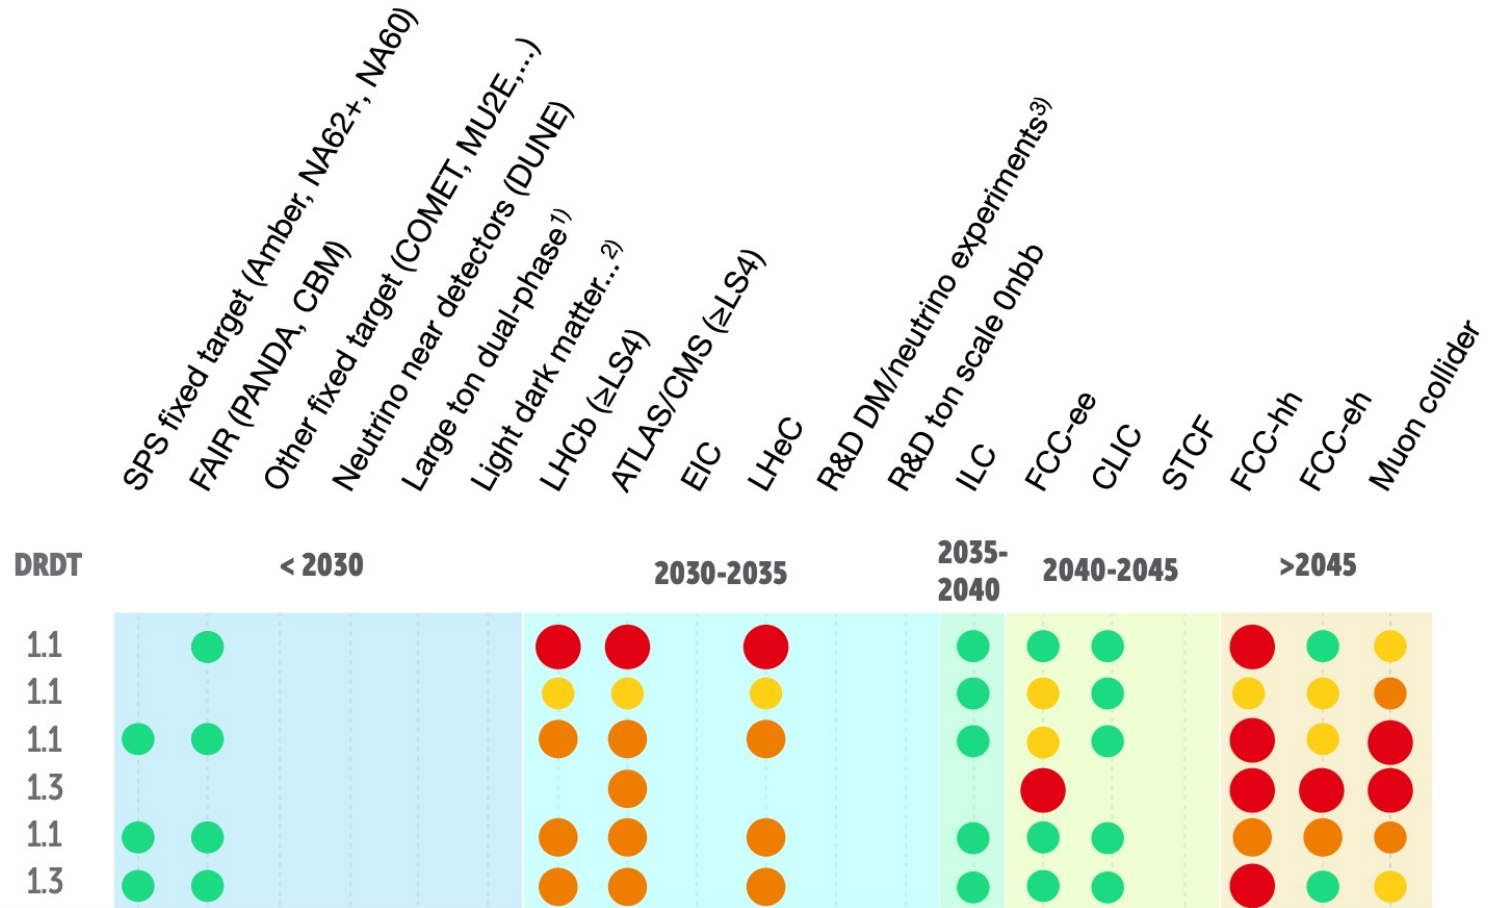 SPS fixed target (Amber, NA62+, NA60)
FAIR (PANDA, CBM)
Other fixed target (COMET, MU2E,...)
Neutrino near detectors (DUNE)
Large ton dual-phase 1)
Light dark matter... 2)
LHCb (≥LS4)
ATLAS/CMS (≥LS4)
EIC
LHeC
R&D DM/neutrino experiments3)
R&D ton scale 0nbb
ILC
FCC-ee
CLIC
STCF
FCC-hh
FCC-eh
Muon collider
DRDT
< 2030
2030-2035
2035-
2040
2040-2045
>2045
1.1
1.1
1.1
1.3
1.1
1.3